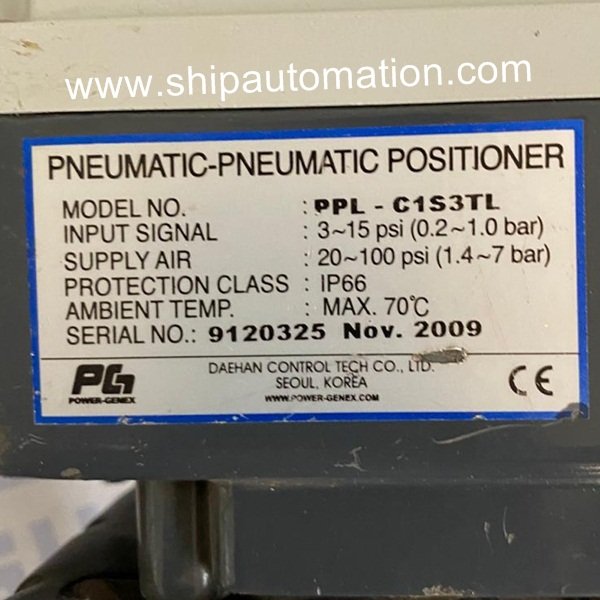 www.shipautomation.com
PNEUMATIC-PNEUMATIC POSITIONER
MODEL NO. : PPL - C1S3TL
INPUT SIGNAL : 3~15 psi (0.2~1.0 bar)
SUPPLY AIR : 20~100 psi (1.4~7 bar)
PROTECTION CLASS : IP66
AMBIENT TEMP. : MAX. 70℃
SERIAL NO.: 9120325 Nov. 2009
PG
POWER-GENEX
DAEHAN CONTROL TECH CO., LTD.
SEOUL, KOREA
WWW.POWER-GENEX.COM
CE